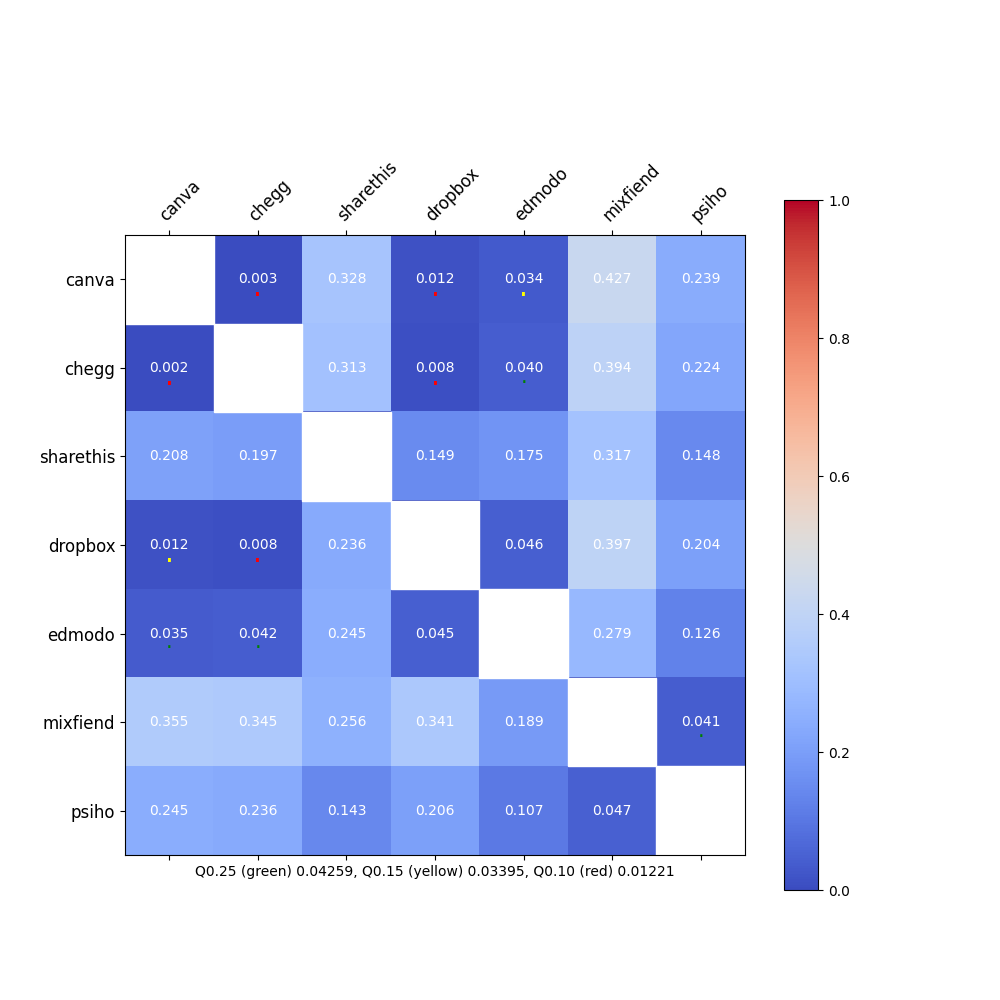 canva chegg sharethis dropbox edmodo mixfiend psiho
1.0
canva 0.003 0.328 0.012 0.034 0.427 0.239
0.8
chegg 0.002 0.313 0.008 0.040 0.394 0.224
sharethis 0.208 0.197 0.149 0.175 0.317 0.148
0.6
dropbox 0.012 0.008 0.236 0.046 0.397 0.204
0.4
edmodo 0.035 0.042 0.245 0.045 0.279 0.126
mixfiend 0.355 0.345 0.256 0.341 0.189 0.041
0.2
psiho 0.245 0.236 0.143 0.206 0.107 0.047
Q0.25 (green) 0.04259, Q0.15 (yellow) 0.03395, Q0.10 (red) 0.01221
0.0